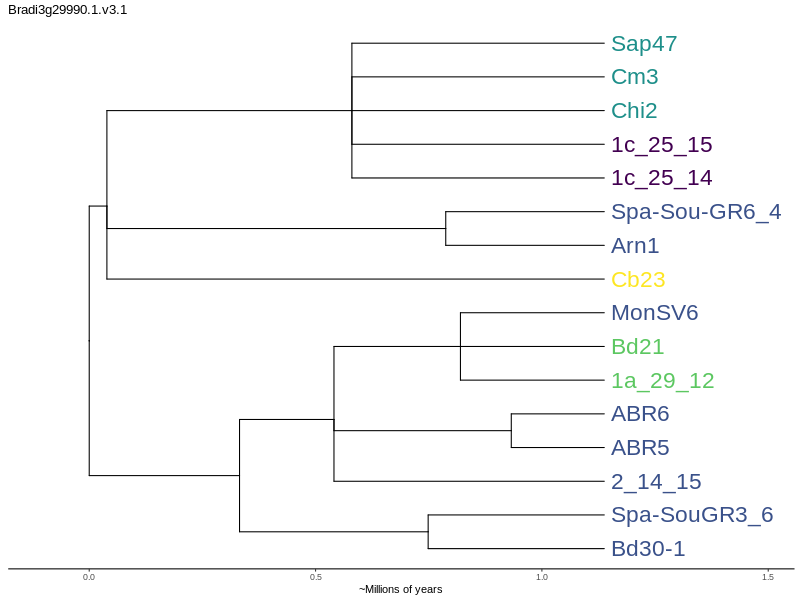 Bradi3g29990.1.v3.1
Sap47
Cm3
Chi2
1c_25_15
1c_25_14
Spa-Sou-GR6_4
Arn1
Cb23
MonSV6
Bd21
1a_29_12
ABR6
ABR5
2_14_15
Spa-SouGR3_6
Bd30-1
0.0 0.5 1.0 1.5
~Millions of years